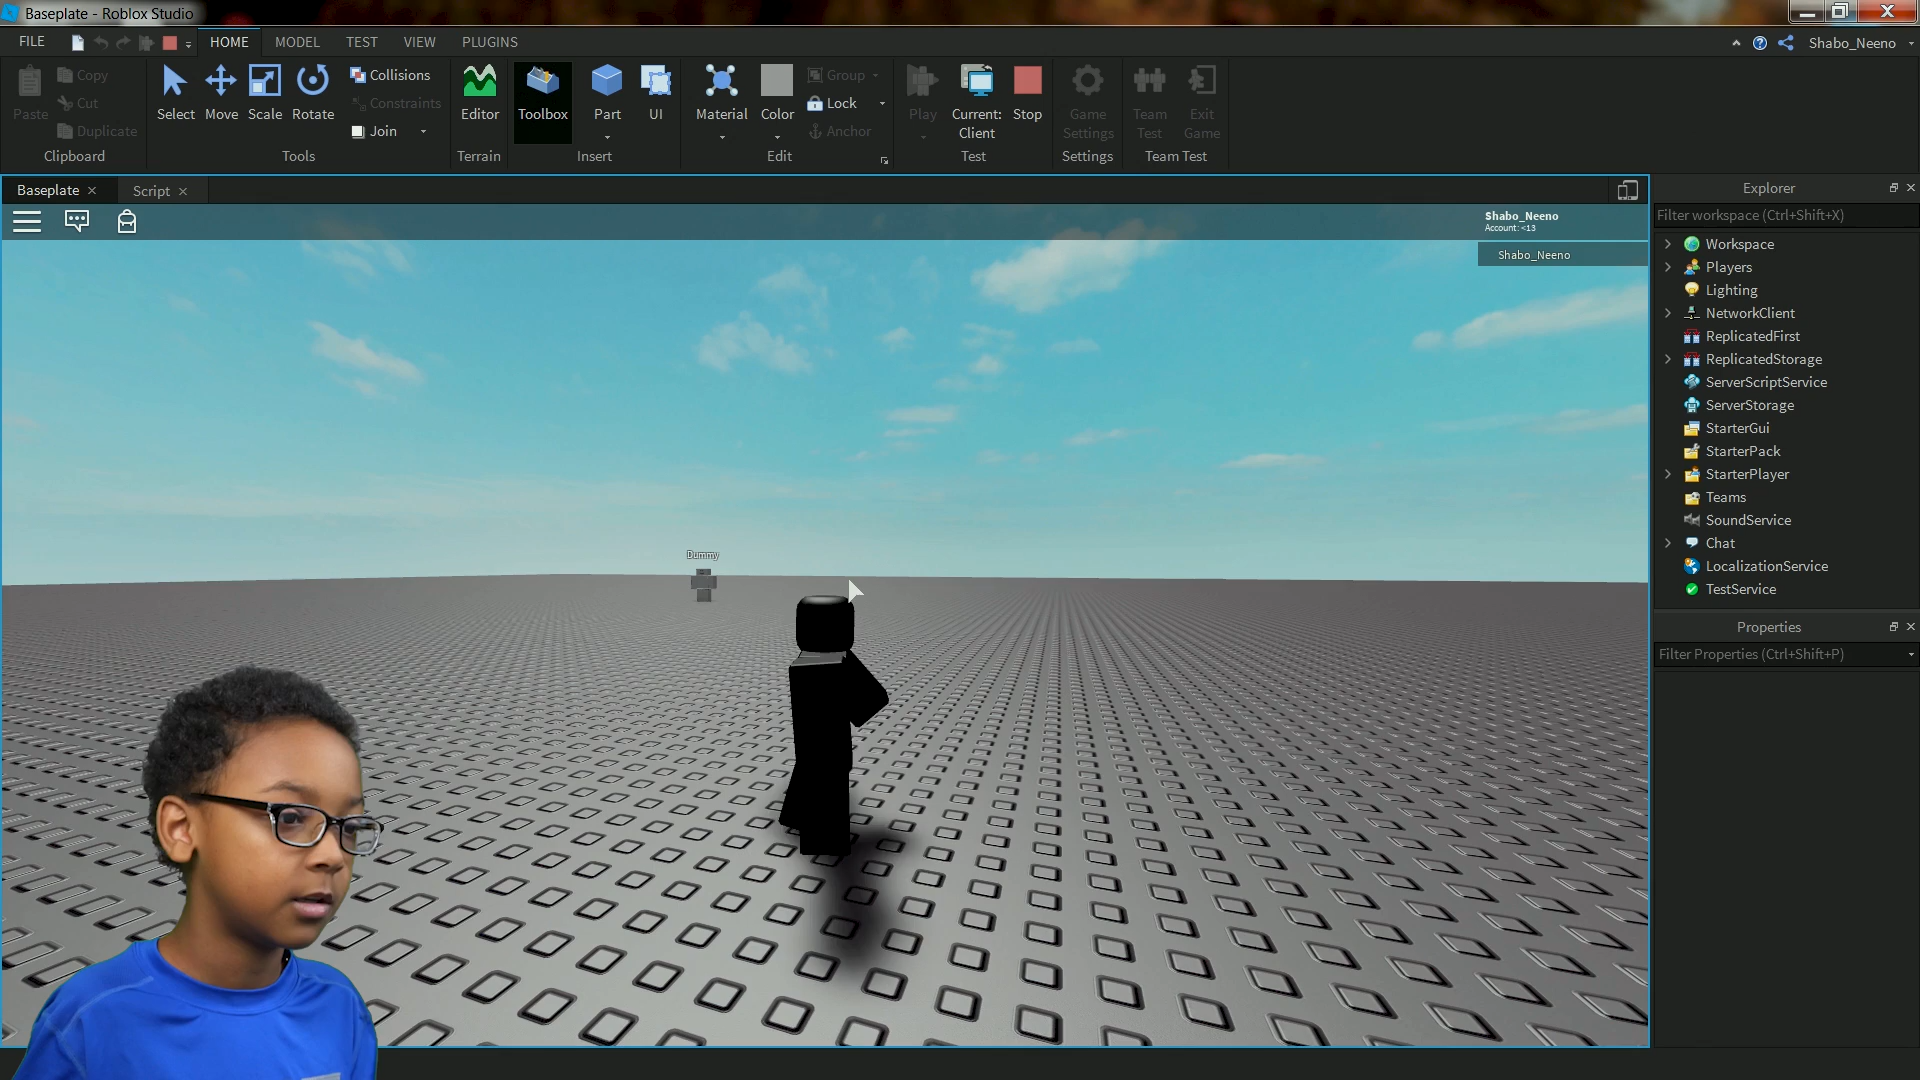 Baseplate - Roblox Studio
FILE HOME MODEL TEST VIEW PLUGINS
Shabo_Neeno
Paste
Copy
Cut
Duplicate
Clipboard
Select Move Scale Rotate
Collisions
Constraints
Join
Tools
Editor
Terrain
Toolbox Part UI
Insert
Material Color
Group
Lock
Anchor
Edit
Play
Current:
Client
Stop
Test
Game
Settings
Settings
Team
Test
Exit
Game
Team Test
Baseplate
Script
Shabo_Neeno
Account: <13
Shabo_Neeno
Dummy
Explorer
Filter workspace (Ctrl+Shift+X)
Workspace
Players
Lighting
NetworkClient
ReplicatedFirst
ReplicatedStorage
ServerScriptService
ServerStorage
StarterGui
StarterPack
StarterPlayer
Teams
SoundService
Chat
LocalizationService
TestService
Properties
Filter Properties (Ctrl+Shift+P)